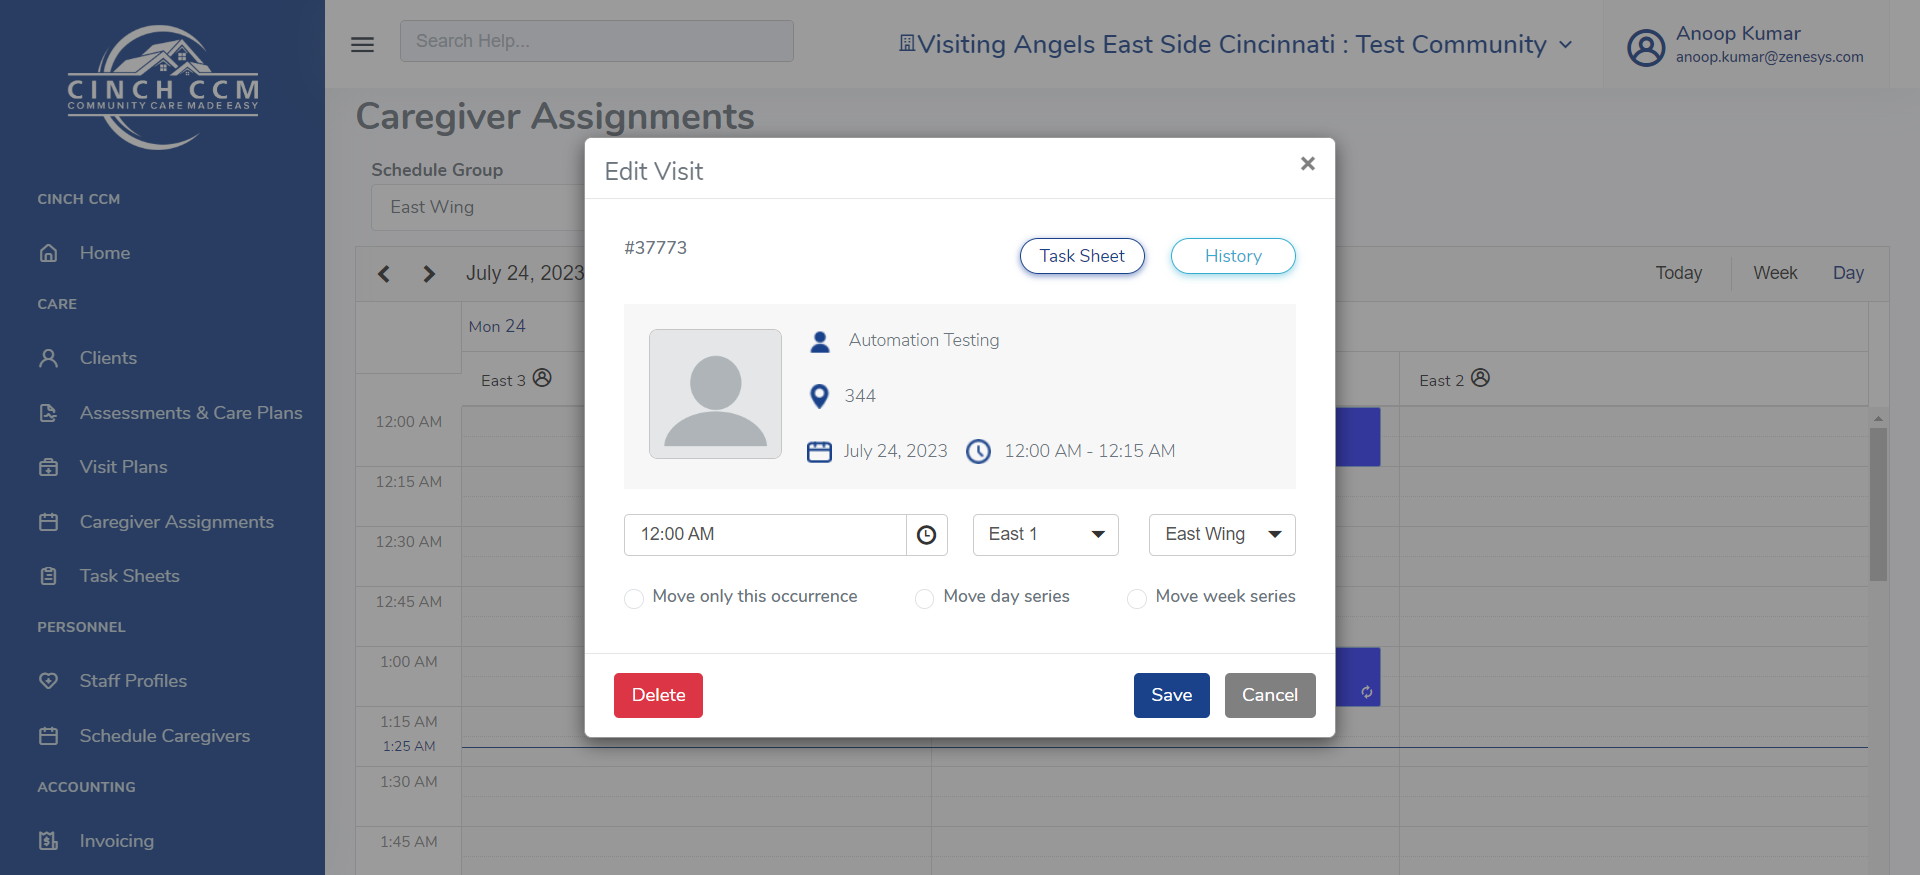 CINCH CCM
COMMUNITY CARE MADE EASY
CINCH CCM
Home
CARE
Clients
Assessments & Care Plans
Visit Plans
Caregiver Assignments
Task Sheets
PERSONNEL
Staff Profiles
Schedule Caregivers
ACCOUNTING
Invoicing
Search Help...
Visiting Angels East Side Cincinnati : Test Community
Anoop Kumar
anoop.kumar@zenesys.com
Caregiver Assignments
Schedule Group
East Wing
July 24, 2023
Today
Week
Day
Mon 24
East 3
East 2
12:00 AM
12:15 AM
12:30 AM
12:45 AM
1:00 AM
1:15 AM
1:25 AM
1:30 AM
1:45 AM
Edit Visit
×
#37773
Task Sheet
History
Automation Testing
344
July 24, 2023
12:00 AM - 12:15 AM
12:00 AM
East 1
East Wing
Move only this occurrence
Move day series
Move week series
Delete
Save
Cancel